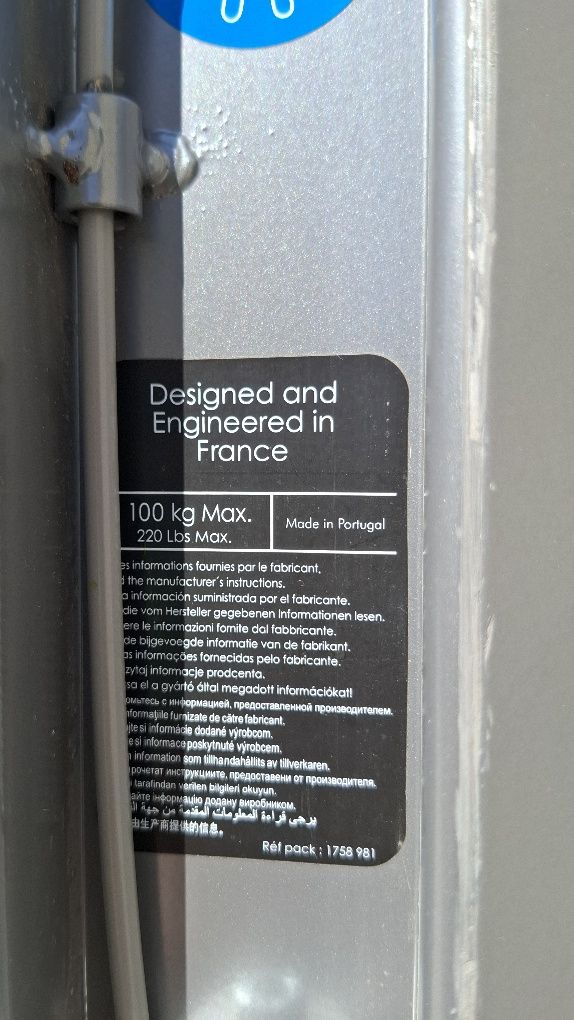 Designed and
Engineered in
France
100 kg Max.
220 Lbs Max.
Made in Portugal
informations fournies par le fabricant.
the manufacturer's instructions.
información suministrada por el fabricante.
die vom Hersteller gegebenen Informationen lesen.
le informazioni fornite dal fabbricante.
de bijgevoegde informatie van de fabrikant.
informações fornecidas pelo fabricante.
informacje prodcenta.
el a gyártó által megadott információkat!
с информацией, предоставленной производителем.
furnizate de către fabricant.
si informácie dodané výrobcom.
si informace poskytnuté výrobcem.
information som tillhandahållits av tillverkaren.
инструкциите, предоставени от производителя.
tarafından verilen bilgileri okuyun.
інформацію додану виробником.
يرجى قراءة المعلومات المقدمة من جهة
由生产商提供的信息。
Réf pack : 1758 981